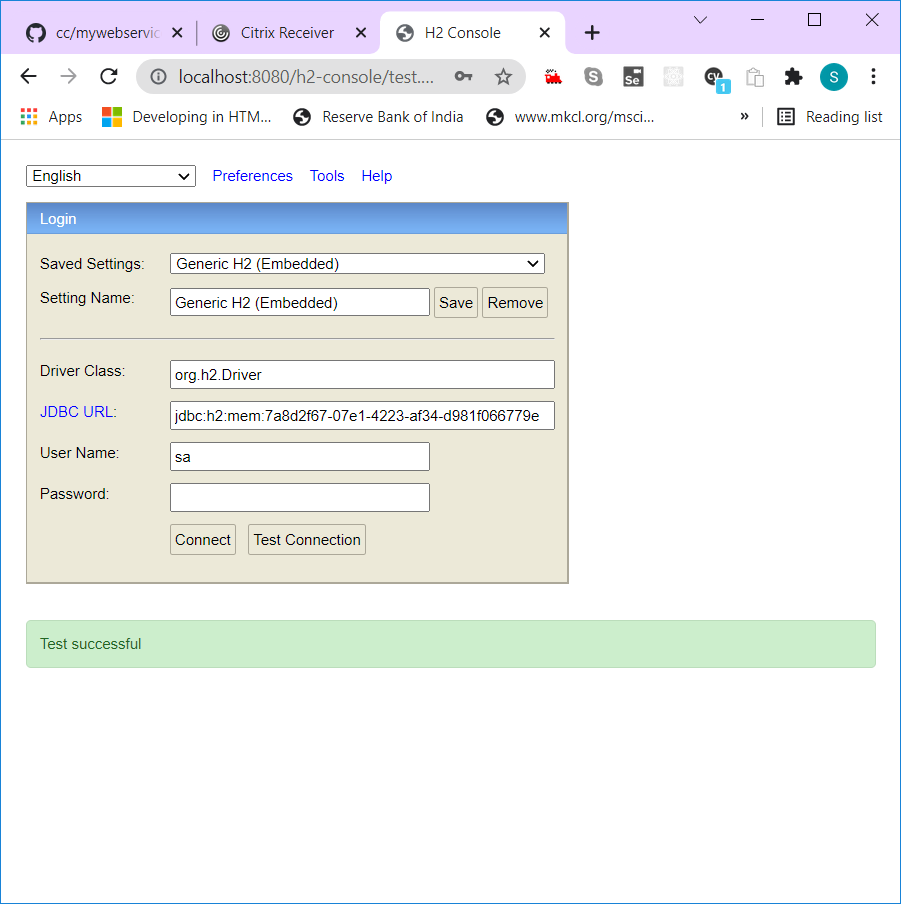 cc/mywebservic
Citrix Receiver
H2 Console
localhost:8080/h2-console/test....
S
Se
cy
1
S
Apps
Developing in HTM...
Reserve Bank of India
www.mkcl.org/msci...
»
Reading list
English
Preferences
Tools
Help
Login
Saved Settings:
Generic H2 (Embedded)
Setting Name:
Generic H2 (Embedded)
Save
Remove
Driver Class:
org.h2.Driver
JDBC URL:
jdbc:h2:mem:7a8d2f67-07e1-4223-af34-d981f066779e
User Name:
sa
Password:
Connect
Test Connection
Test successful